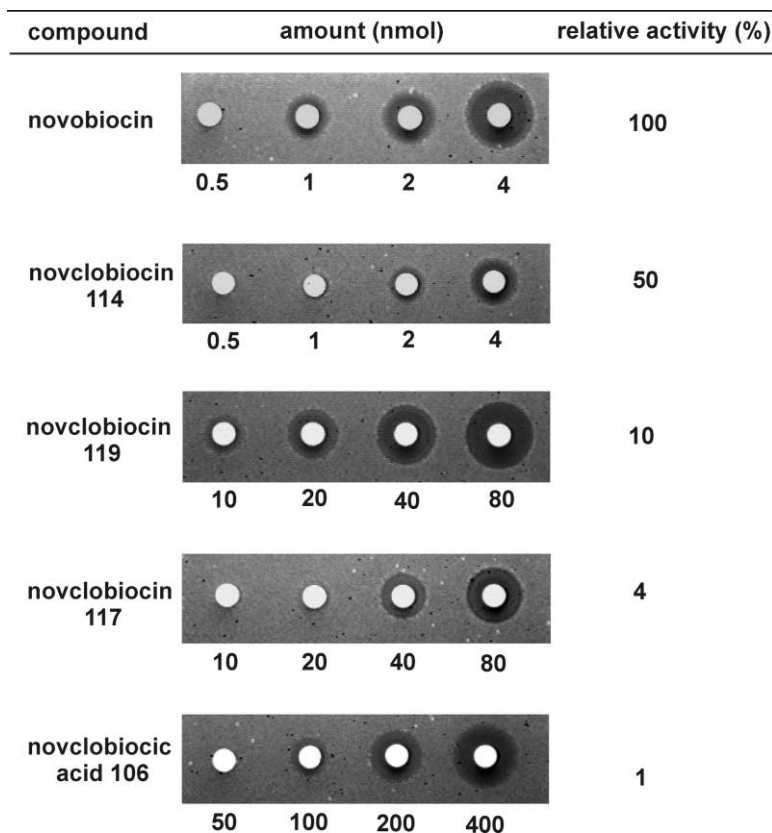 compound amount (nmol) relative activity (%)
novobiocin 100
0.5 1 2 4
novclobiocin
114 50
0.5 1 2 4
novclobiocin
119 10
10 20 40 80
novclobiocin
117 4
10 20 40 80
novclobiocic
acid 106 1
50 100 200 400